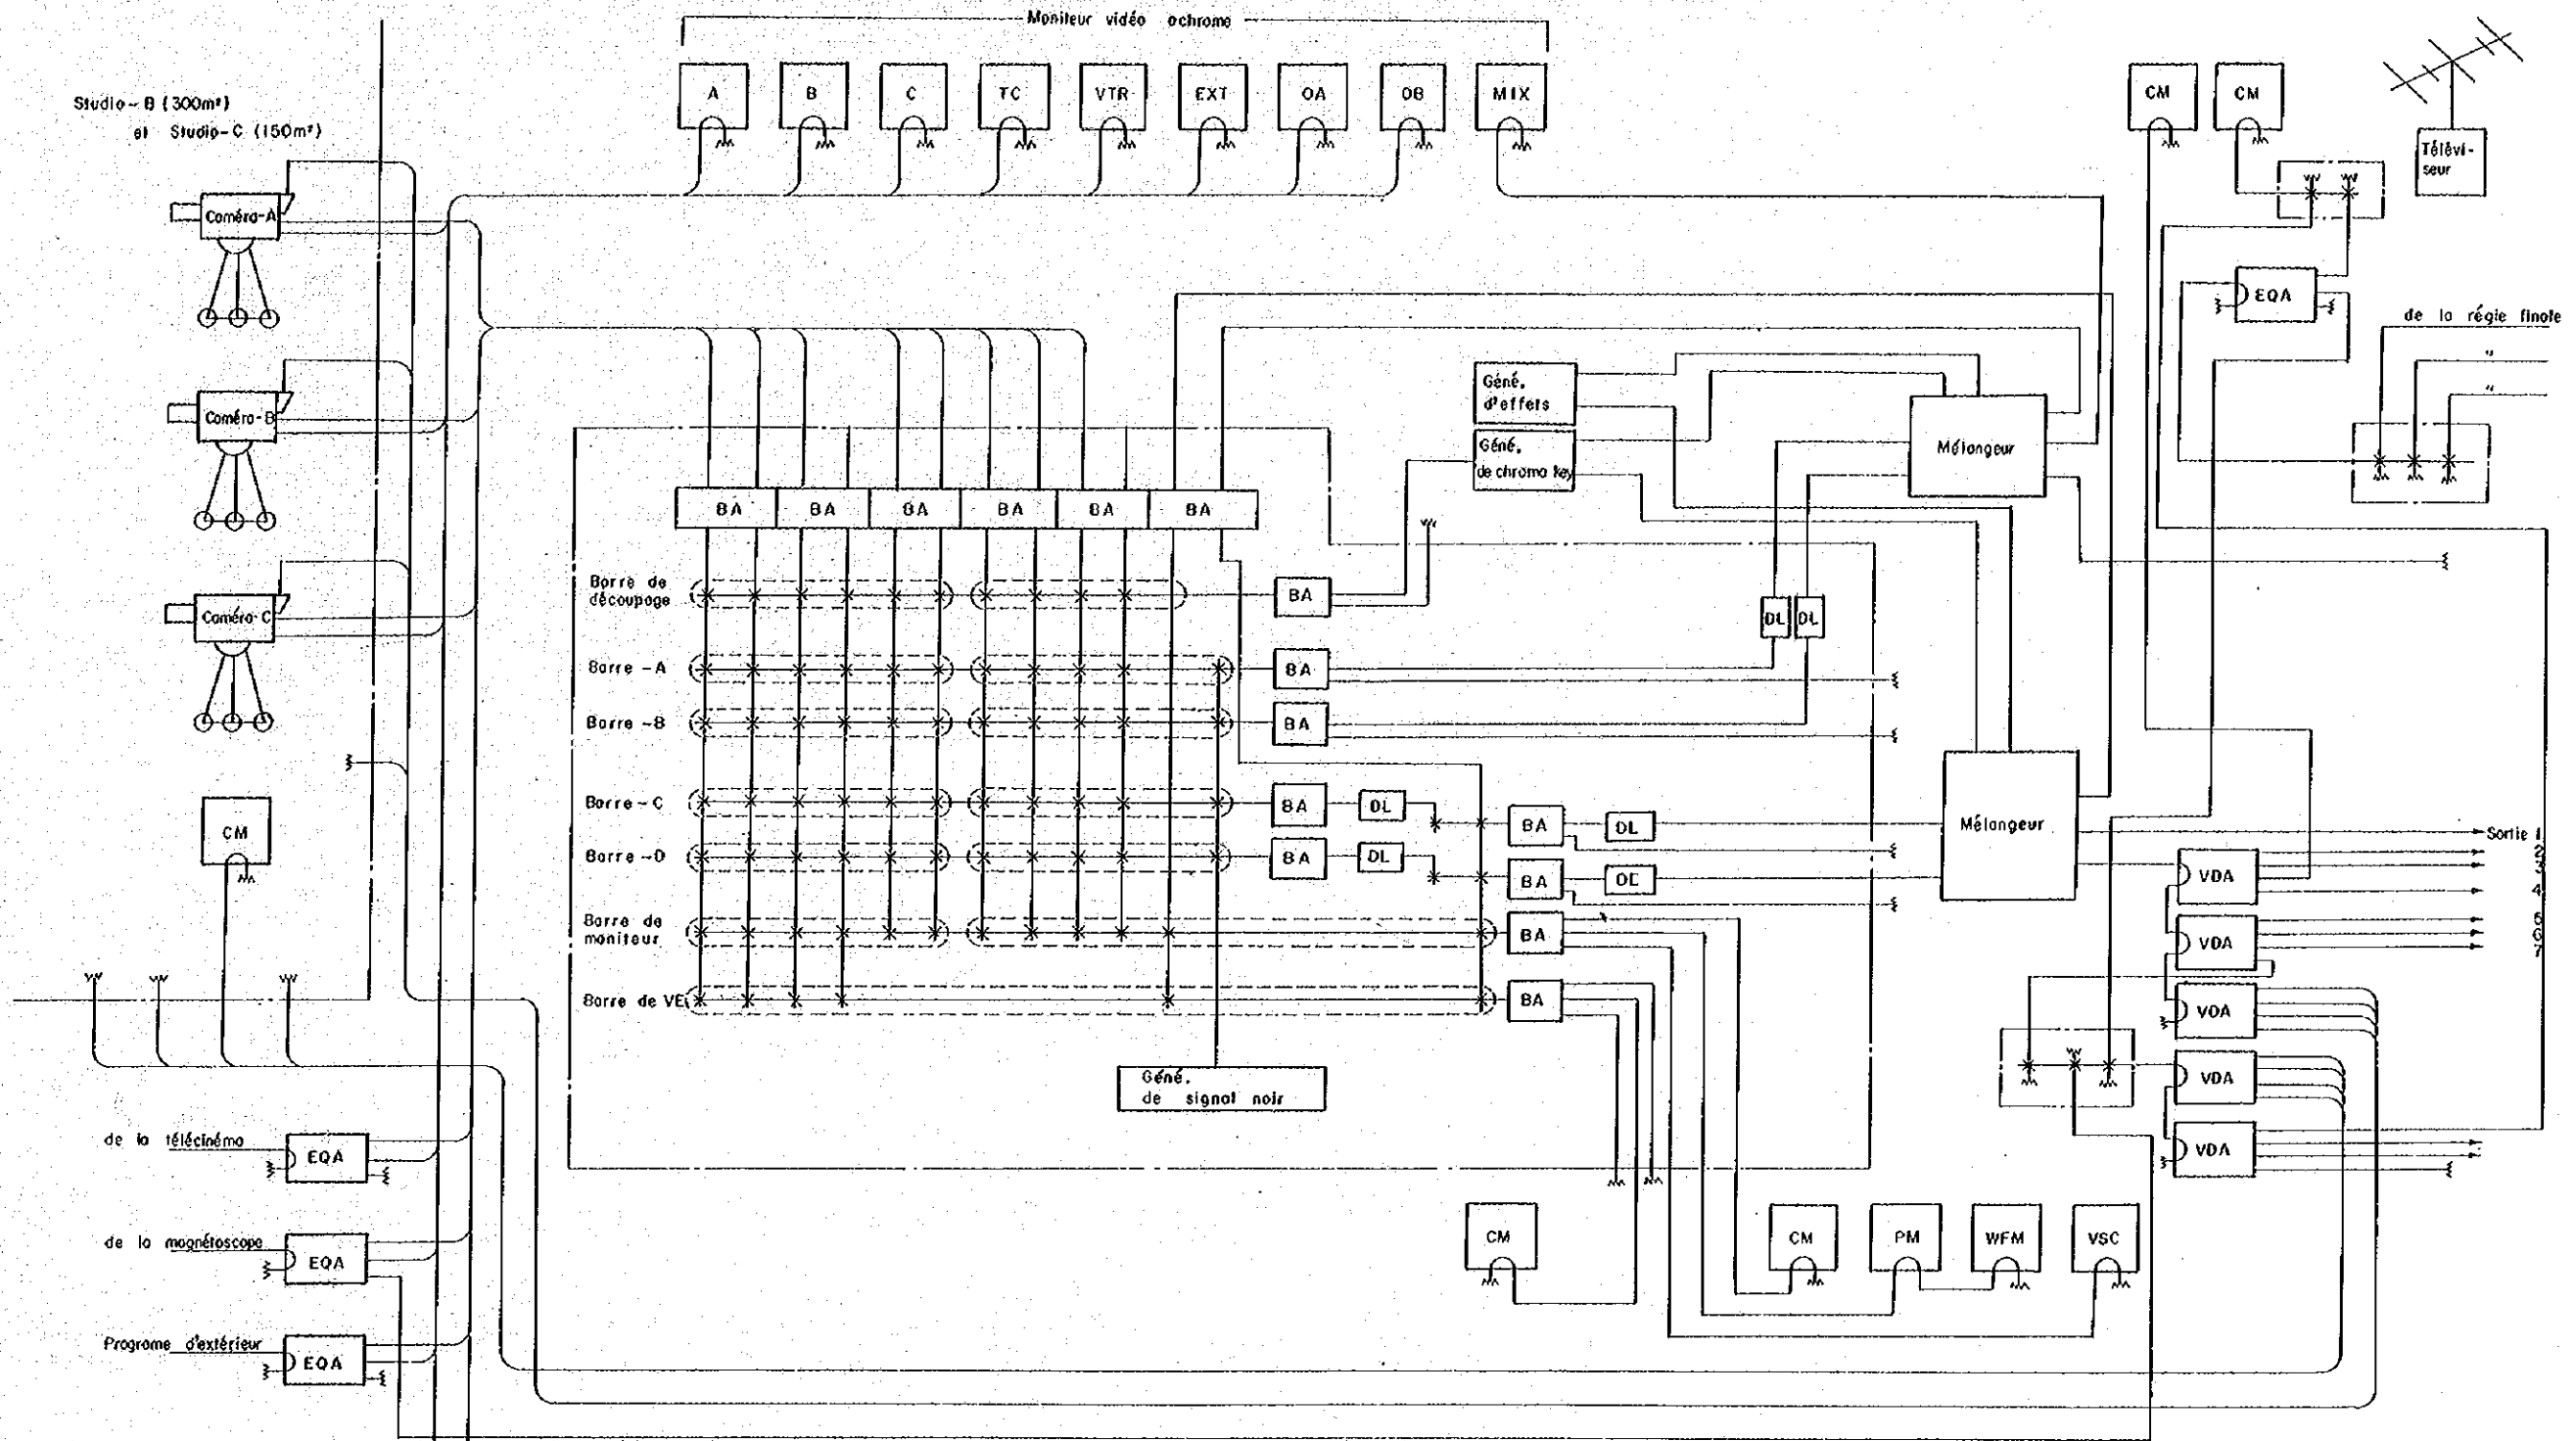 Moniteur vidéo ochrome
A B C TC VTR EXT OA OB MIX
CM CM
Studio-B (300m²)
et Studio-C (150m²)
Télévi-
seur
Caméra-A
EQA
de la régie finale
"
"
Géné.
d'effets
Géné.
de chroma key
Mélangeur
Caméra-B
BA BA BA BA BA BA
Barre de
découpage
BA
DL DL
Caméra-C
Barre -A
BA
Barre -B
BA
Barre -C
BA DL
BA DL
Mélangeur
Sortie 1
2
3
4
5
6
7
CM
Barre -D
BA DL
BA DL
VDA
Barre de
moniteur
BA
VDA
Barre de VE
BA
VDA
Géné.
de signal noir
VDA
de la télécinéma
EQA
VDA
de la magnétoscope
EQA
CM CM PM WFM VSC
Programe d'extérieur
EQA